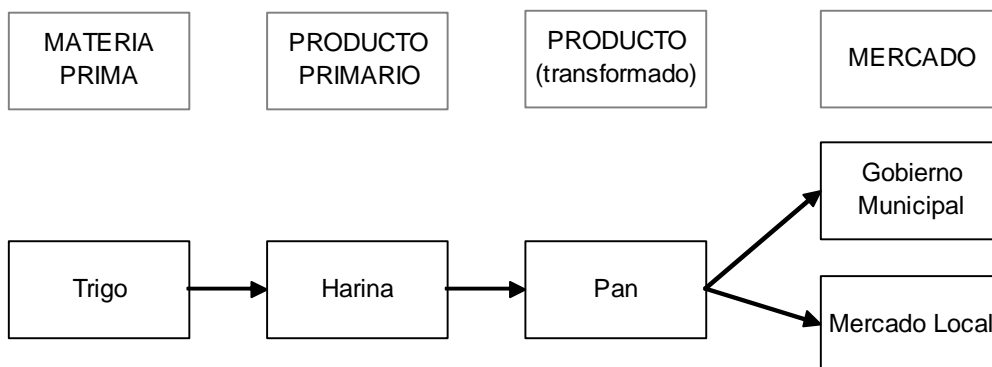 MATERIA
PRIMA
PRODUCTO
PRIMARIO
PRODUCTO
(transformado)
MERCADO
Trigo
Harina
Pan
Gobierno
Municipal
Mercado Local